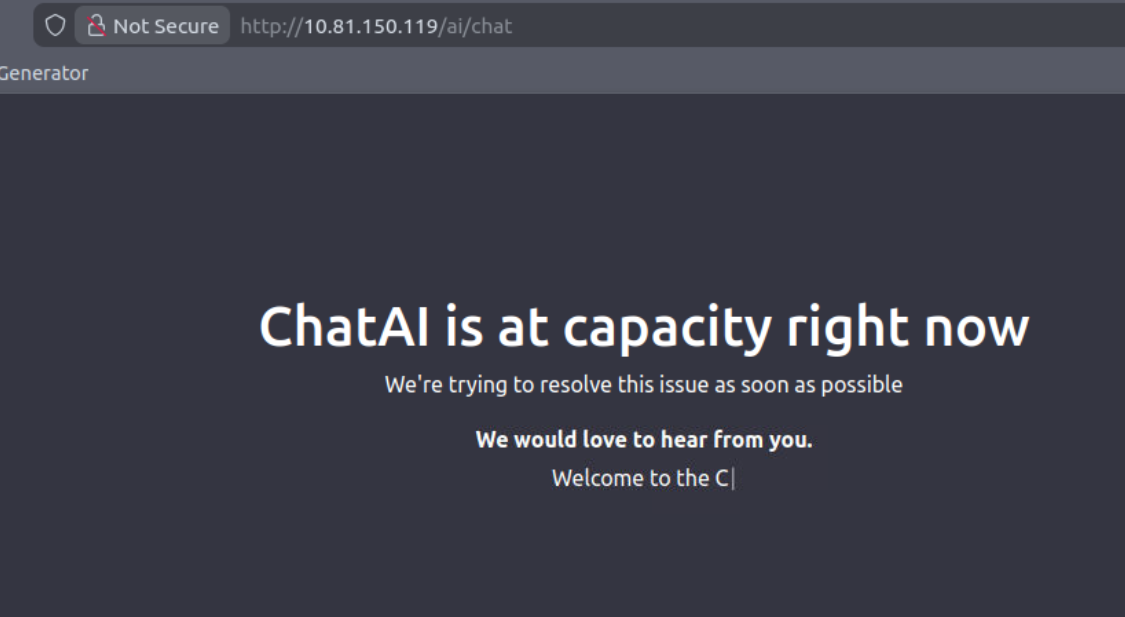 Not Secure http://10.81.150.119/ai/chat
Generator
ChatAI is at capacity right now
We're trying to resolve this issue as soon as possible
We would love to hear from you.
Welcome to the C|